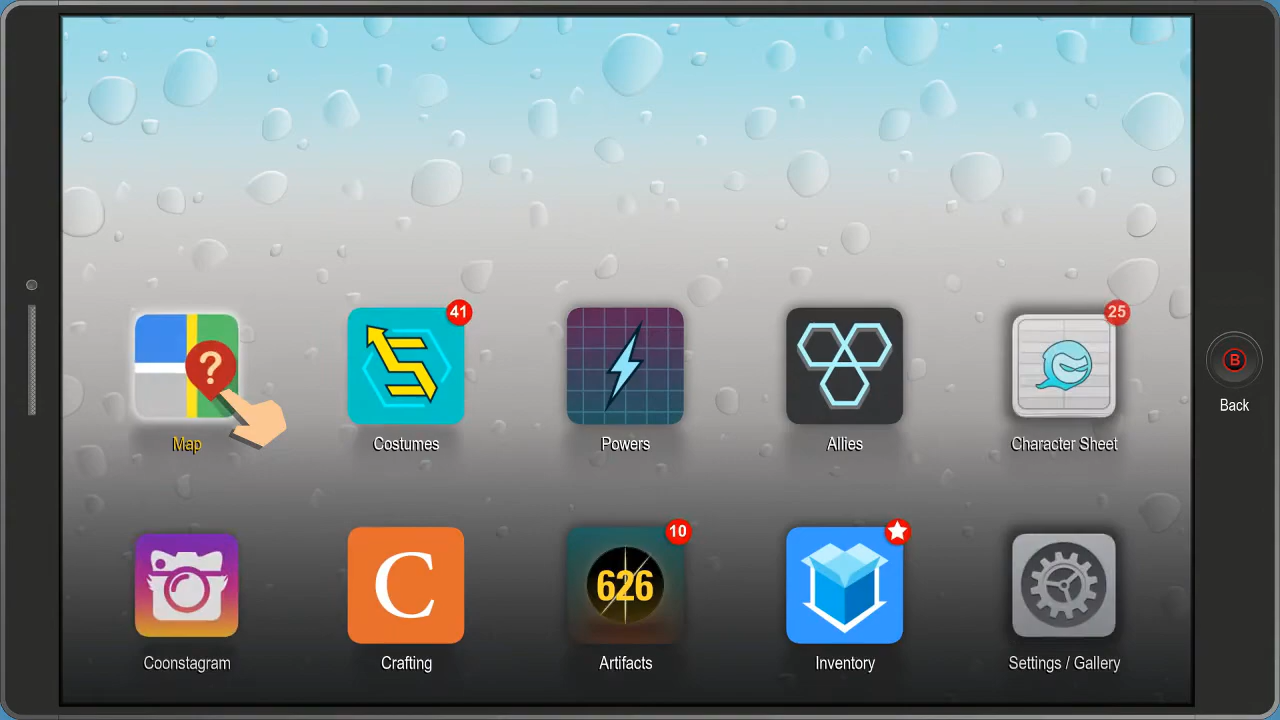 41
25
?
Map
Costumes
Powers
Allies
Character Sheet
B
Back
10
C
626
Coonstagram
Crafting
Artifacts
Inventory
Settings / Gallery